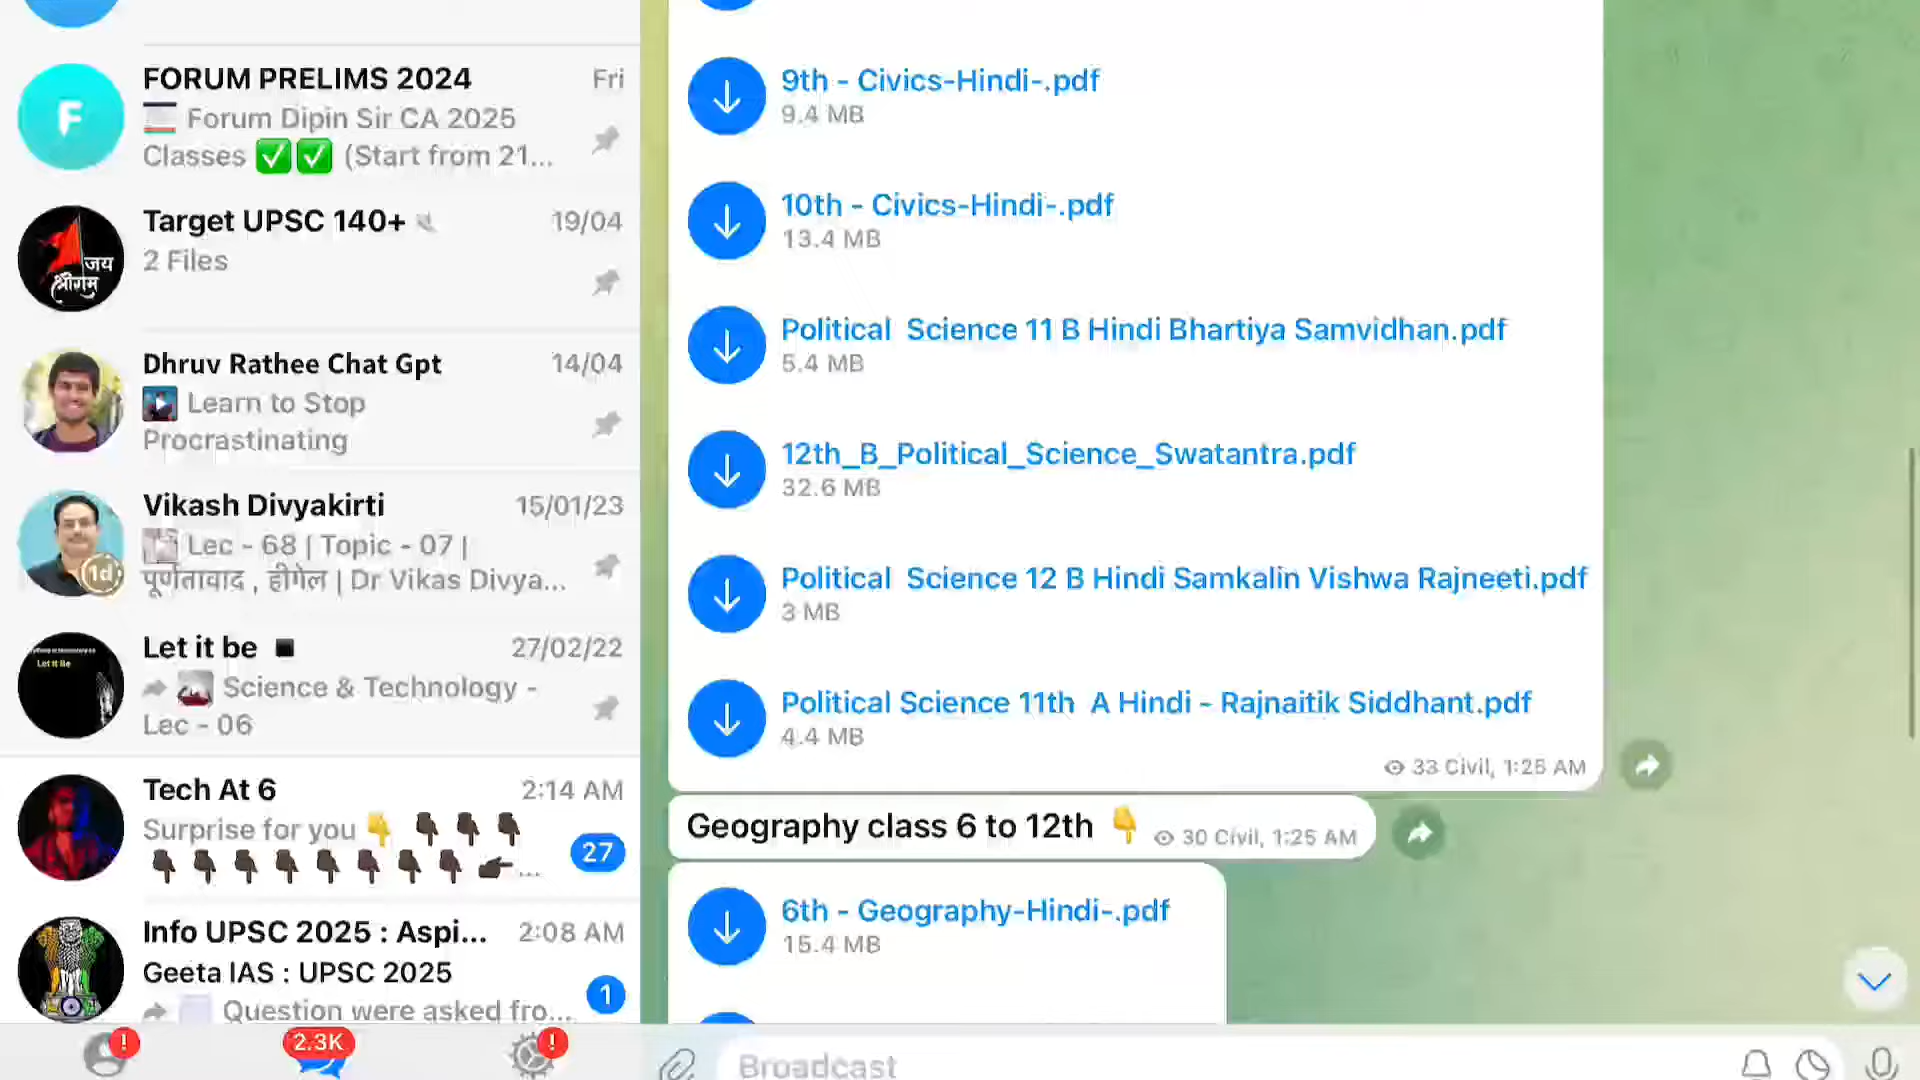 FORUM PRELIMS 2024
Fri
Forum Dipin Sir CA 2025
Classes ✅✅ (Start from 21...
F
Target UPSC 140+
19/04
2 Files
जय
श्रीराम
Dhruv Rathee Chat Gpt
14/04
Learn to Stop
Procrastinating
Vikash Divyakirti
15/01/23
Lec - 68 | Topic - 07 |
पूर्णतावाद , हीगेल | Dr Vikas Divya...
1d
Let it be ◾
27/02/22
Science & Technology -
Lec - 06
Let It Be
Tech At 6
2:14 AM
Surprise for you 👇 👇🏿 👇🏿 👇🏿
👇🏿 👇🏿 👇🏿 👇🏿 👇🏿 👇🏿 👇🏿 👇🏿 👉🏿 ...
27
Info UPSC 2025 : Aspi...
2:08 AM
Geeta IAS : UPSC 2025
Question were asked fro...
1
!
2.3K
!
9th - Civics-Hindi-.pdf
9.4 MB
10th - Civics-Hindi-.pdf
13.4 MB
Political Science 11 B Hindi Bhartiya Samvidhan.pdf
5.4 MB
12th_B_Political_Science_Swatantra.pdf
32.6 MB
Political Science 12 B Hindi Samkalin Vishwa Rajneeti.pdf
3 MB
Political Science 11th A Hindi - Rajnaitik Siddhant.pdf
4.4 MB
33 Civil, 1:25 AM
Geography class 6 to 12th 👇 30 Civil, 1:25 AM
6th - Geography-Hindi-.pdf
15.4 MB
Broadcast